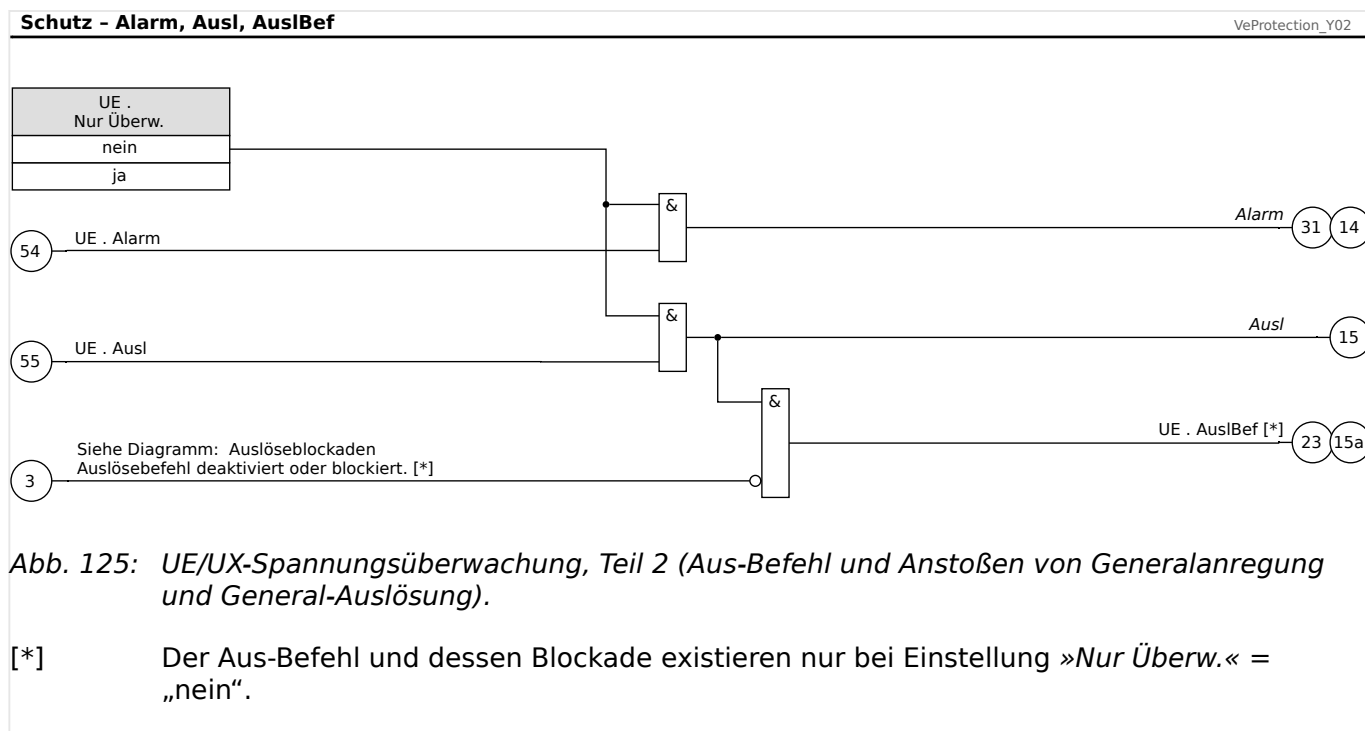 Schutz – Alarm, Ausl, AuslBef
VeProtection_Y02
UE .
Nur Überw.
nein
ja
&
Alarm
31
14
54
UE . Alarm
&
Ausl
15
55
UE . Ausl
&
UE . AuslBef [*]
23
15a
Siehe Diagramm: Auslöseblockaden
Auslösebefehl deaktiviert oder blockiert. [*]
3
Abb. 125: UE/UX-Spannungsüberwachung, Teil 2 (Aus-Befehl und Anstoßen von Generalanregung
und General-Auslösung).
[*] Der Aus-Befehl und dessen Blockade existieren nur bei Einstellung »Nur Überw.« =
„nein“.